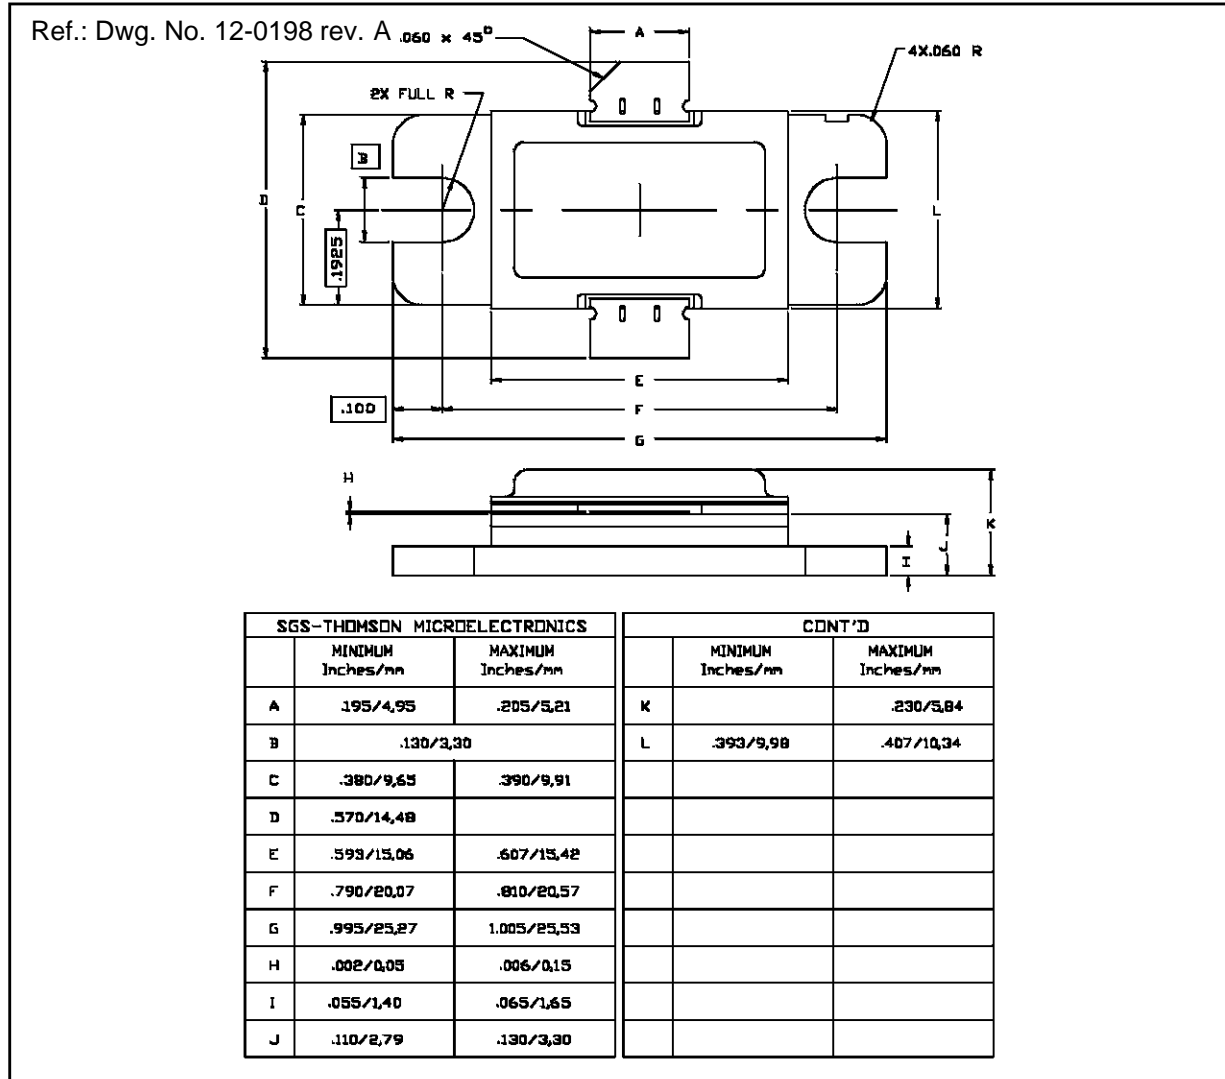 Ref.: Dwg. No. 12-0198 rev. A
.060 x 45°
A
4X.060 R
2X FULL R
B
D
C
L
.1925
E
.100
F
G
H
K
J
I
SGS-THOMSON MICROELECTRONICS
MINIMUM Inches/mm MAXIMUM Inches/mm
A .195/4,95 .205/5,21
B .130/3,30
C .380/9,65 .390/9,91
D .570/14,48
E .593/15,06 .607/15,42
F .790/20,07 .810/20,57
G .995/25,27 1.005/25,53
H .002/0,05 .006/0,15
I .055/1,40 .065/1,65
J .110/2,79 .130/3,30
CONT'D
MINIMUM Inches/mm MAXIMUM Inches/mm
K .230/5,84
L .393/9,98 .407/10,34